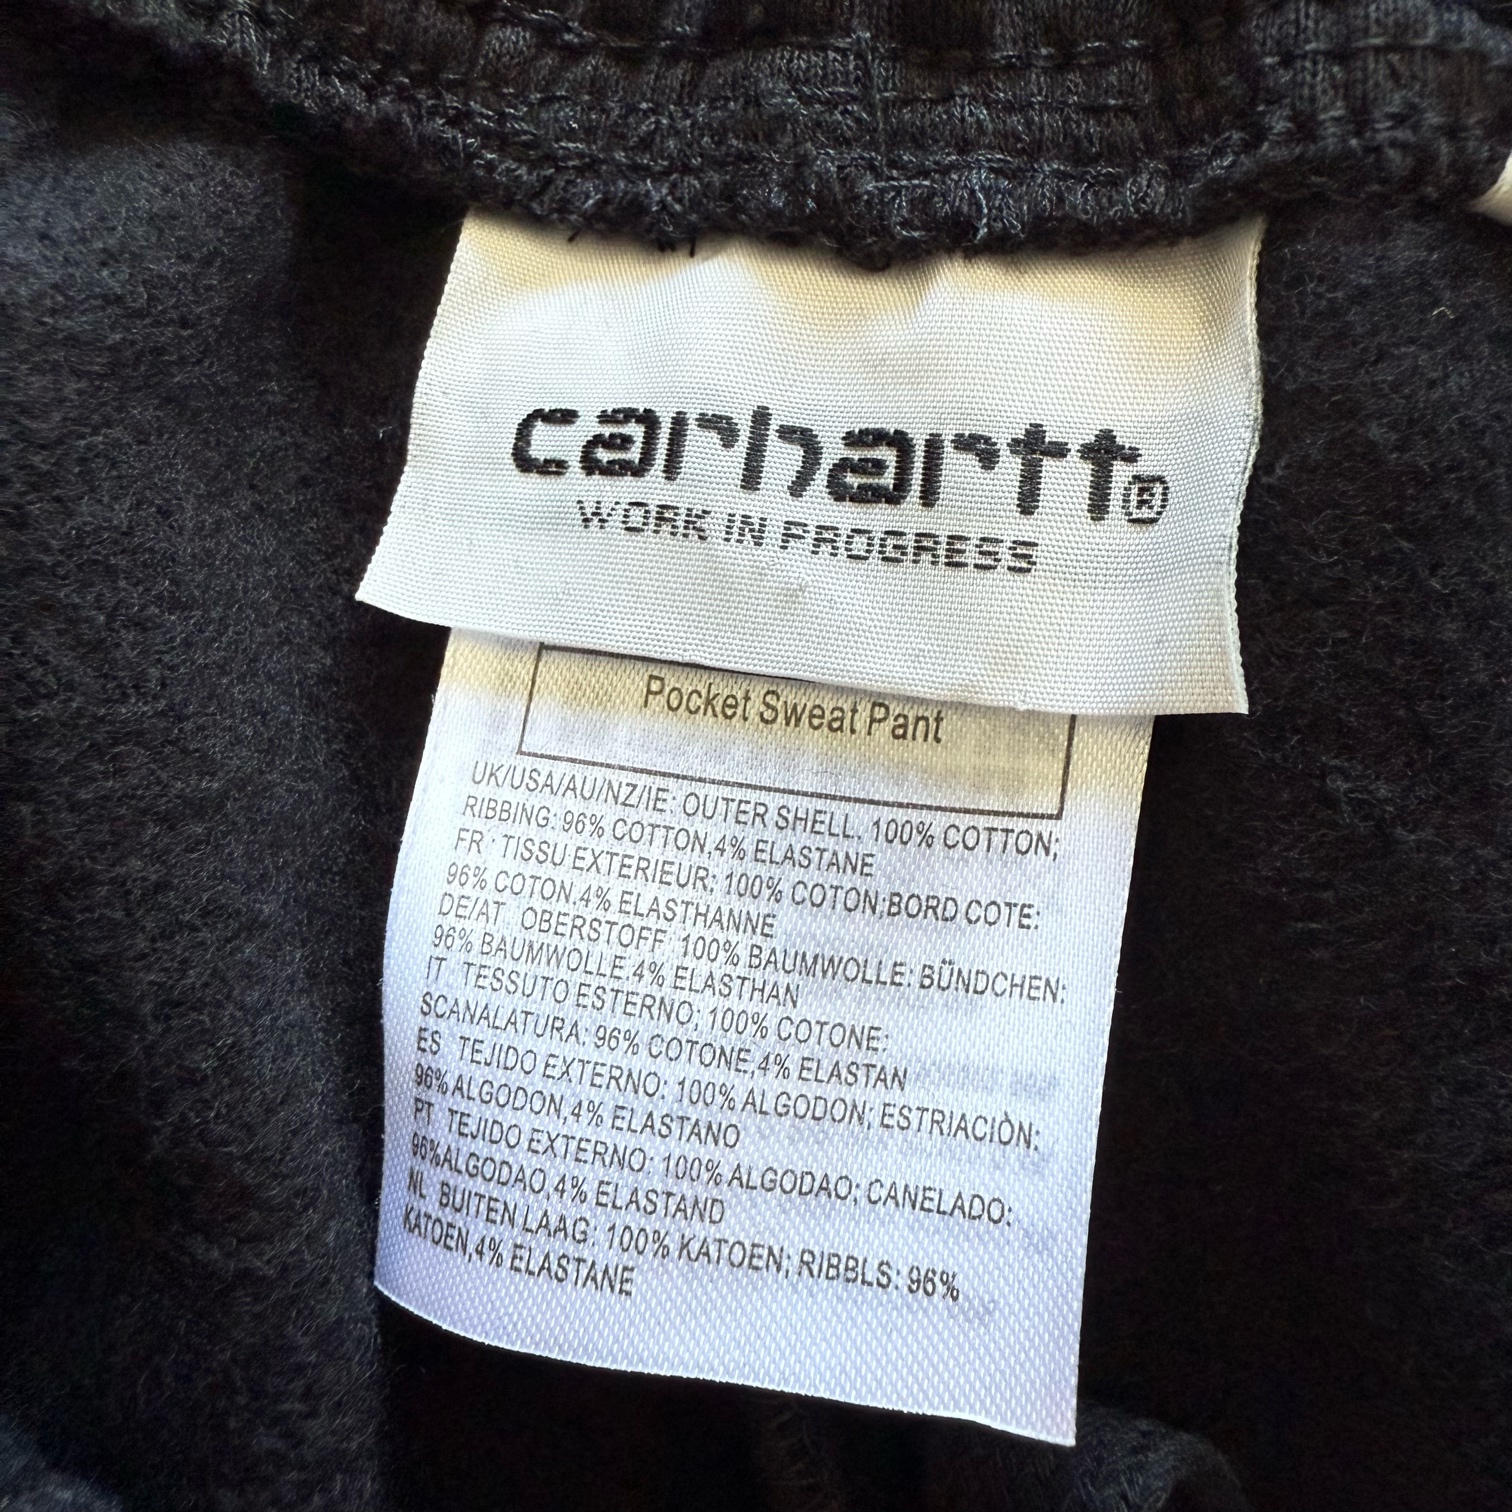 carhartt®
WORK IN PROGRESS
Pocket Sweat Pant
UK/USA/AU/NZ/IE: OUTER SHELL. 100% COTTON;
RIBBING: 96% COTTON,4% ELASTANE
FR : TISSU EXTERIEUR: 100% COTON;BORD COTE:
96% COTON,4% ELASTHANNE
DE/AT OBERSTOFF 100% BAUMWOLLE: BÜNDCHEN:
96% BAUMWOLLE 4% ELASTHAN
IT TESSUTO ESTERNO; 100% COTONE:
SCANALATURA: 96% COTONE,4% ELASTAN
ES TEJIDO EXTERNO: 100% ALGODON; ESTRIACIÒN:
96% ALGODON,4% ELASTANO
PT TEJIDO EXTERNO: 100% ALGODAO; CANELADO:
96%ALGODAO,4% ELASTAND
NL BUITEN LAAG: 100% KATOEN; RIBBLS: 96%
KATOEN,4% ELASTANE